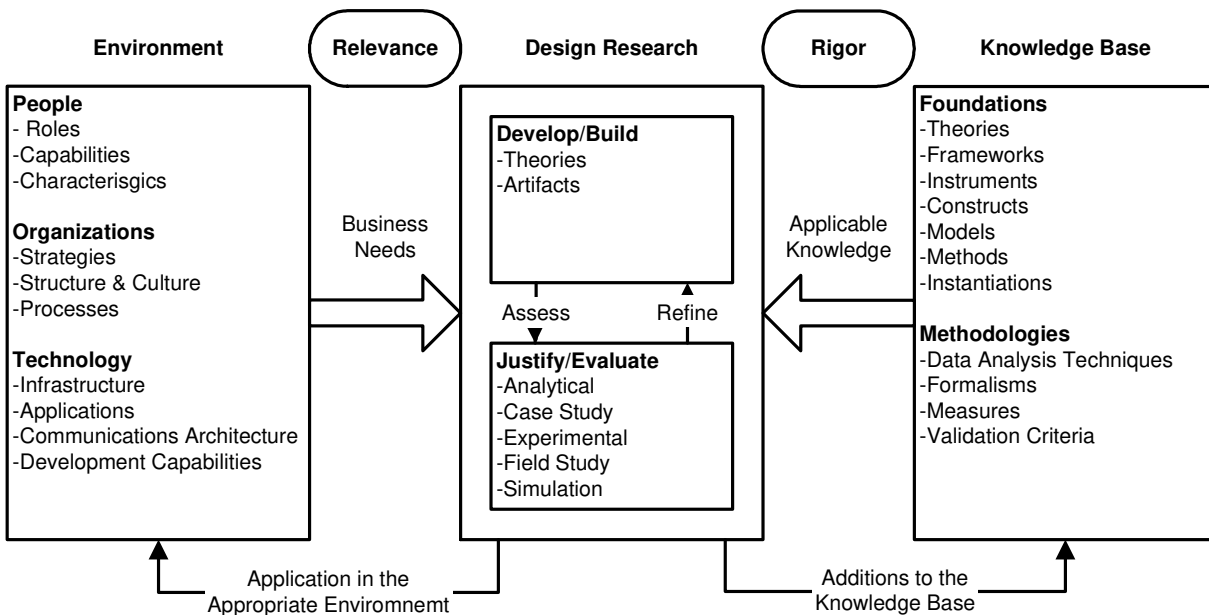 Environment
Relevance
Design Research
Rigor
Knowledge Base
People
- Roles
-Capabilities
-Characterisgics
Organizations
-Strategies
-Structure & Culture
-Processes
Technology
-Infrastructure
-Applications
-Communications Architecture
-Development Capabilities
Business
Needs
Develop/Build
-Theories
-Artifacts
Assess
Refine
Justify/Evaluate
-Analytical
-Case Study
-Experimental
-Field Study
-Simulation
Applicable
Knowledge
Foundations
-Theories
-Frameworks
-Instruments
-Constructs
-Models
-Methods
-Instantiations
Methodologies
-Data Analysis Techniques
-Formalisms
-Measures
-Validation Criteria
Application in the
Appropriate Enviromnemt
Additions to the
Knowledge Base